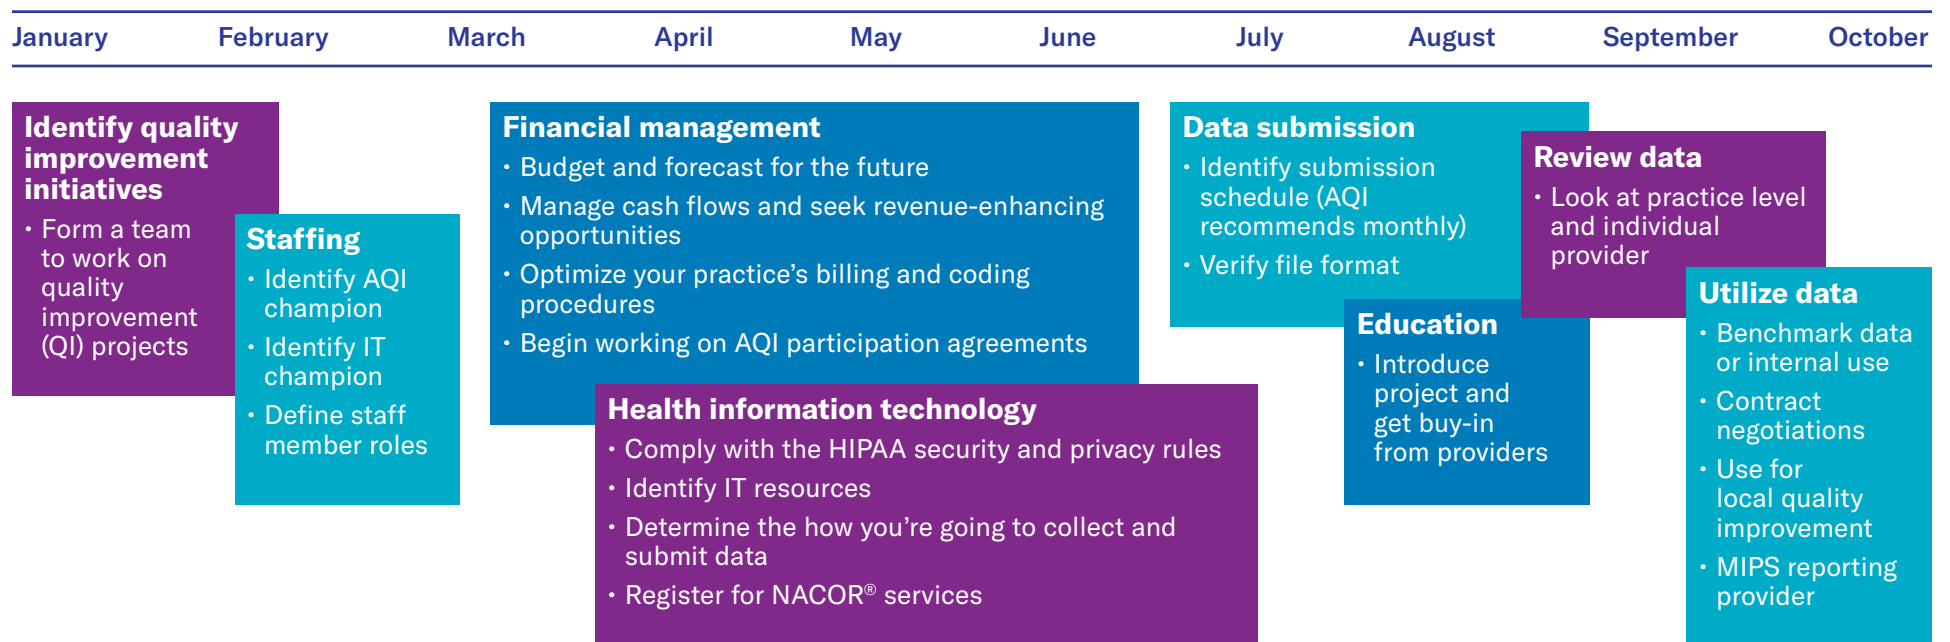 January February March April May June July August September October
Identify quality
improvement
initiatives
• Form a team
to work on
quality
improvement
(QI) projects
Staffing
• Identify AQI
champion
• Identify IT
champion
• Define staff
member roles
Financial management
• Budget and forecast for the future
• Manage cash flows and seek revenue-enhancing
opportunities
• Optimize your practice's billing and coding
procedures
• Begin working on AQI participation agreements
Health information technology
• Comply with the HIPAA security and privacy rules
• Identify IT resources
• Determine the how you're going to collect and
submit data
• Register for NACOR® services
Data submission
• Identify submission
schedule (AQI
recommends monthly)
• Verify file format
Education
• Introduce
project and
get buy-in
from providers
Review data
• Look at practice level
and individual
provider
Utilize data
• Benchmark data
or internal use
• Contract
negotiations
• Use for
local quality
improvement
• MIPS reporting
provider